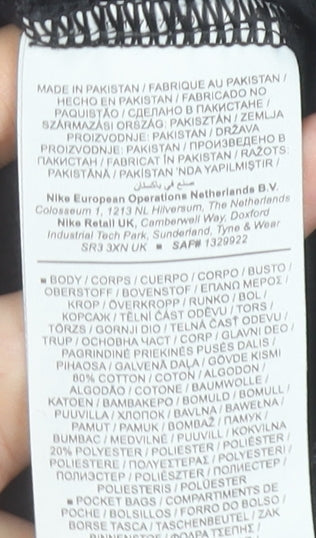 MADE IN PAKISTAN / FABRIQUE AU PAKISTAN /
HECHO EN PAKISTAN / FABRICADO NO
PAQUISTÃO / СДЕЛАНО В ПАКИСТАНЕ /
SZÁRMAZÁSI ORSZÁG: PAKISZTÁN / ZEMLJA
PROIZVODNJE: PAKISTAN / DRŽAVA
PROIZVODNJE: PAKISTAN / ПРОИЗВЕДЕНО В
ПАКИСТАН / FABRICAT ÎN PAKISTAN / RAŽOTS:
PAKISTĀNĀ / PAKİSTAN 'NDA YAPILMIŞTIR /
صنع في باكستان
Nike European Operations Netherlands B.V.
Colosseum 1, 1213 NL Hilversum, The Netherlands
Nike Retail UK, Camberwell Way, Doxford
Industrial Tech Park, Sunderland, Tyne & Wear
SR3 3XN UK ■ SAF# 1329922
■ BODY / CORPS / CUERPO / CORPO / BUSTO /
OBERSTOFF / BOVENSTOF / ΕΠΑΝΩ ΜΕΡΟΣ /
KROP / ÖVERKROPP / RUNKO / BOL /
КОРСАЖ / TĚLNÍ ČÁST ODĚVU / TÖRS /
TÖRZS / GORNJI DIO / TELNÁ ČASŤ ODEVU /
TRUP / ОСНОВНА ЧАСТ / CORP / GLAVNI DEO /
PAGRINDINĖ PRIEKINĖS PUSĖS DALIS /
PIHAOSA / GALVENĀ DAĻA / GÖVDE KISMI
80% COTTON / COTON / ALGODÓN /
ALGODÃO / COTONE / BAUMWOLLE /
KATOEN / ΒΑΜΒΑΚΕΡΟ / BOMULD / BOMULL /
PUUVILLA / ХЛОПОК / BAVLNA / BAWEŁNA /
PAMUT / PAMUK / BOMBAŽ / ПАМУК /
BUMBAC / MEDVILNĖ / PUUVILL / KOKVILNA
20% POLYESTER / POLIÉSTER / POLIESTER /
POLIESTERE / ΠΟΛΥΕΣΤΕΡΑΣ / POLYESTERI /
ПОЛИЭСТЕР / POLIÉSZTER / ПОЛИЕСТЕР /
POLIESTERIS / POLÜESTER
■ POCKET BAGS / COMPARTIMENTS DE
POCHE / BOLSILLOS / FORRO DO BOLSO /
BORSE TASCA / TASCHENBEUTEL / ZAK
BINNENSTOF / ΦΟΔΡΑ ΤΣΕΠΗΣ /